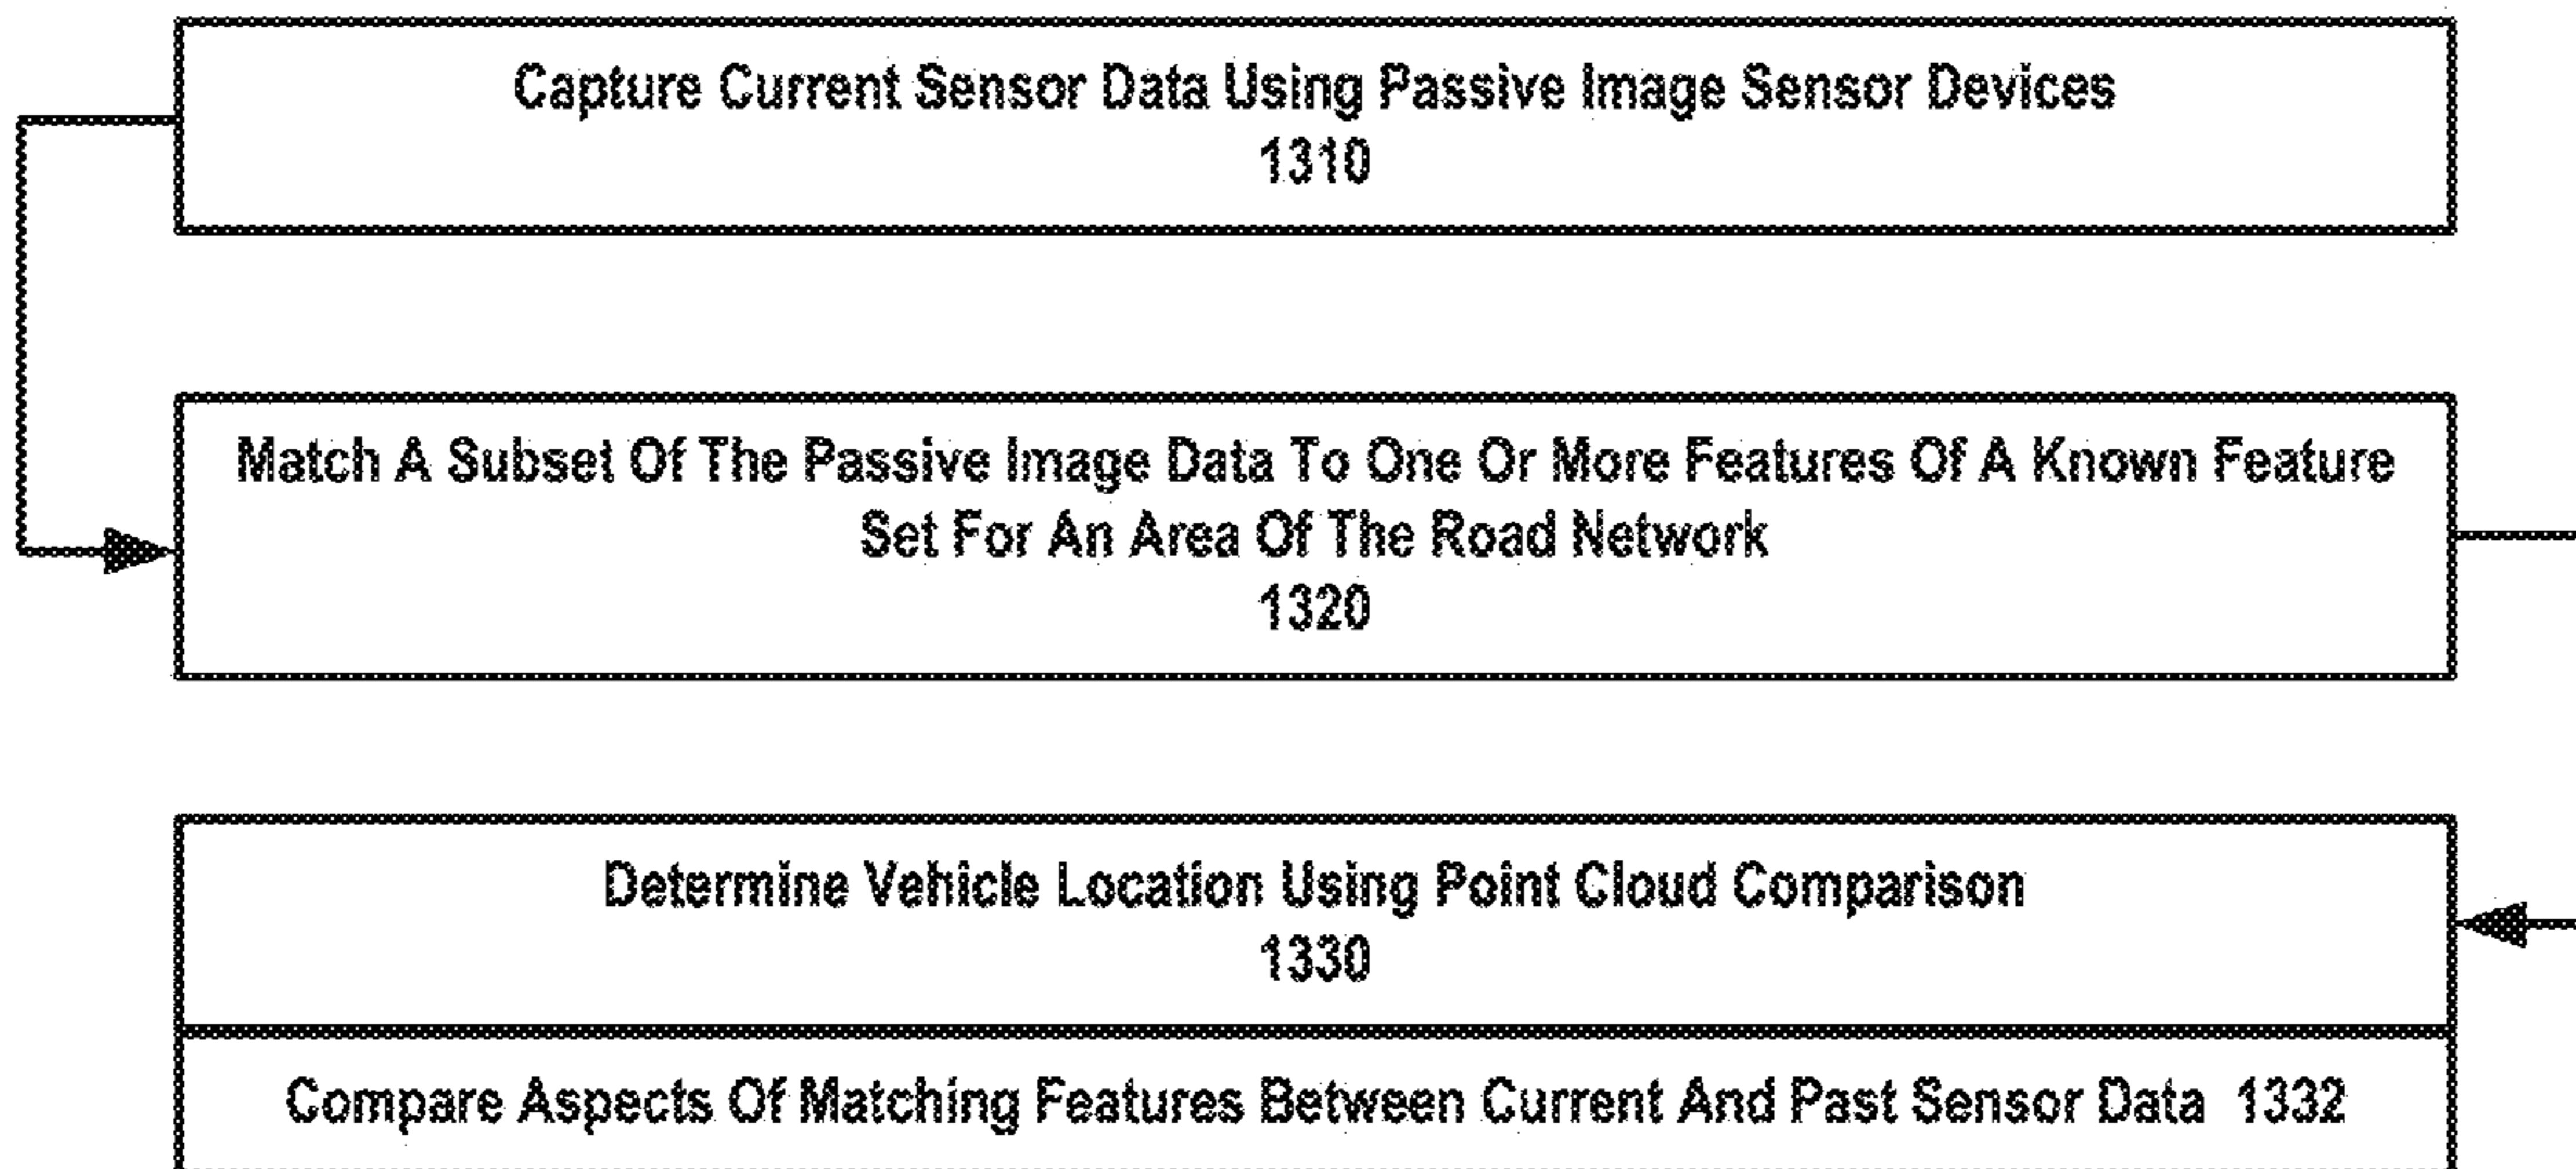 Capture Current Sensor Data Using Passive Image Sensor Devices
1310
Match A Subset Of The Passive Image Data To One Or More Features Of A Known Feature
Set For An Area Of The Road Network
1320
Determine Vehicle Location Using Point Cloud Comparison
1330
Compare Aspects Of Matching Features Between Current And Past Sensor Data 1332